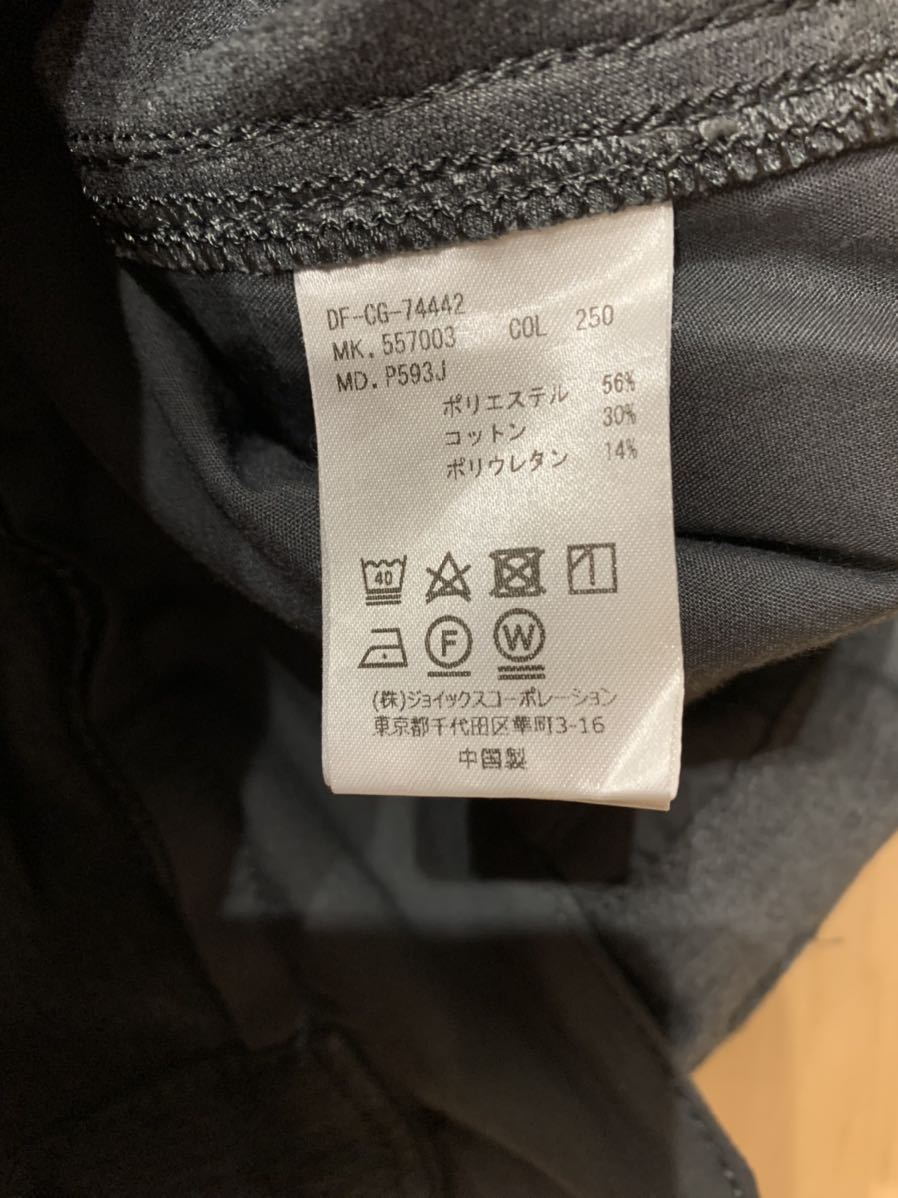 DF-CG-74442
MK.557003 COL 250
MD.P593J
ポリエステル 56%
コットン 30%
ポリウレタン 14%
40
F W
(株)ジョイックスコーポレーション
東京都千代田区隼町3-16
中国製